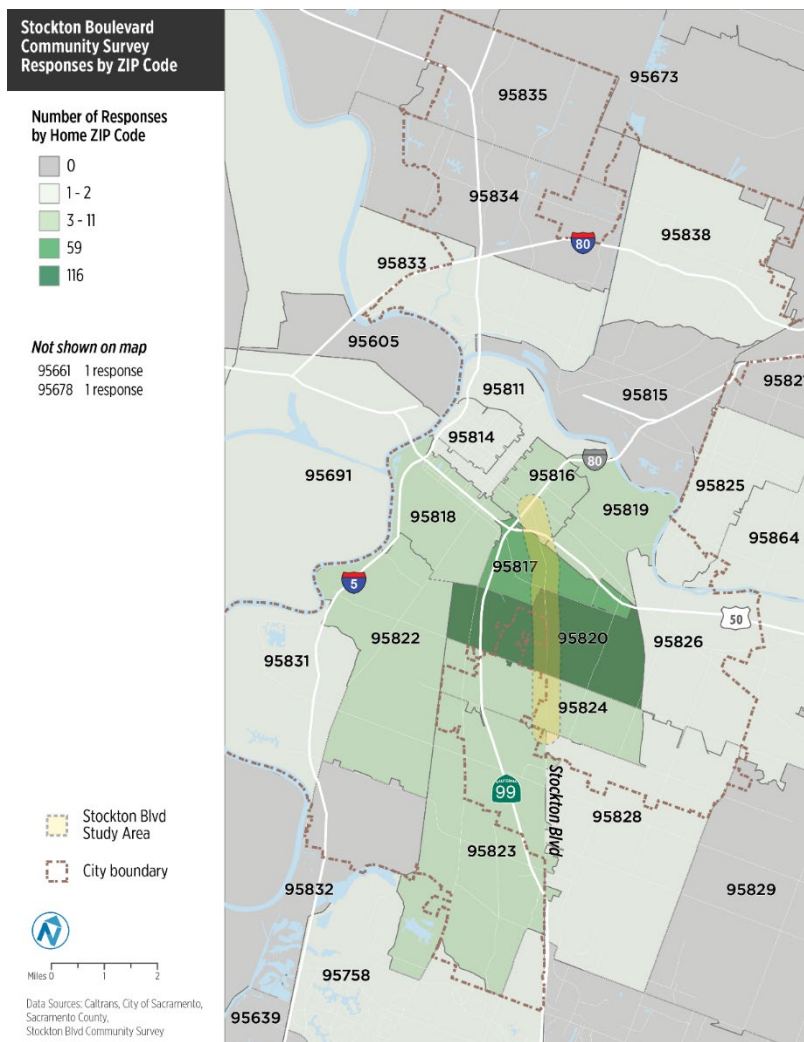 Stockton Boulevard
Community Survey
Responses by ZIP Code
Number of Responses
by Home ZIP Code
0
1 - 2
3 - 11
59
116
Not shown on map
95661 1 response
95678 1 response
Stockton Blvd
Study Area
City boundary
Miles 0 1 2
Data Sources: Caltrans, City of Sacramento,
Sacramento County,
Stockton Blvd Community Survey
95673
95835
95834
80
95838
95833
95605
95811
95815
95814
95816
80
95691
95825
95819
95818
95864
95817
5
50
95822
95820
95826
95831
95824
Stockton Blvd
99
95828
95823
95829
95832
95758
95639